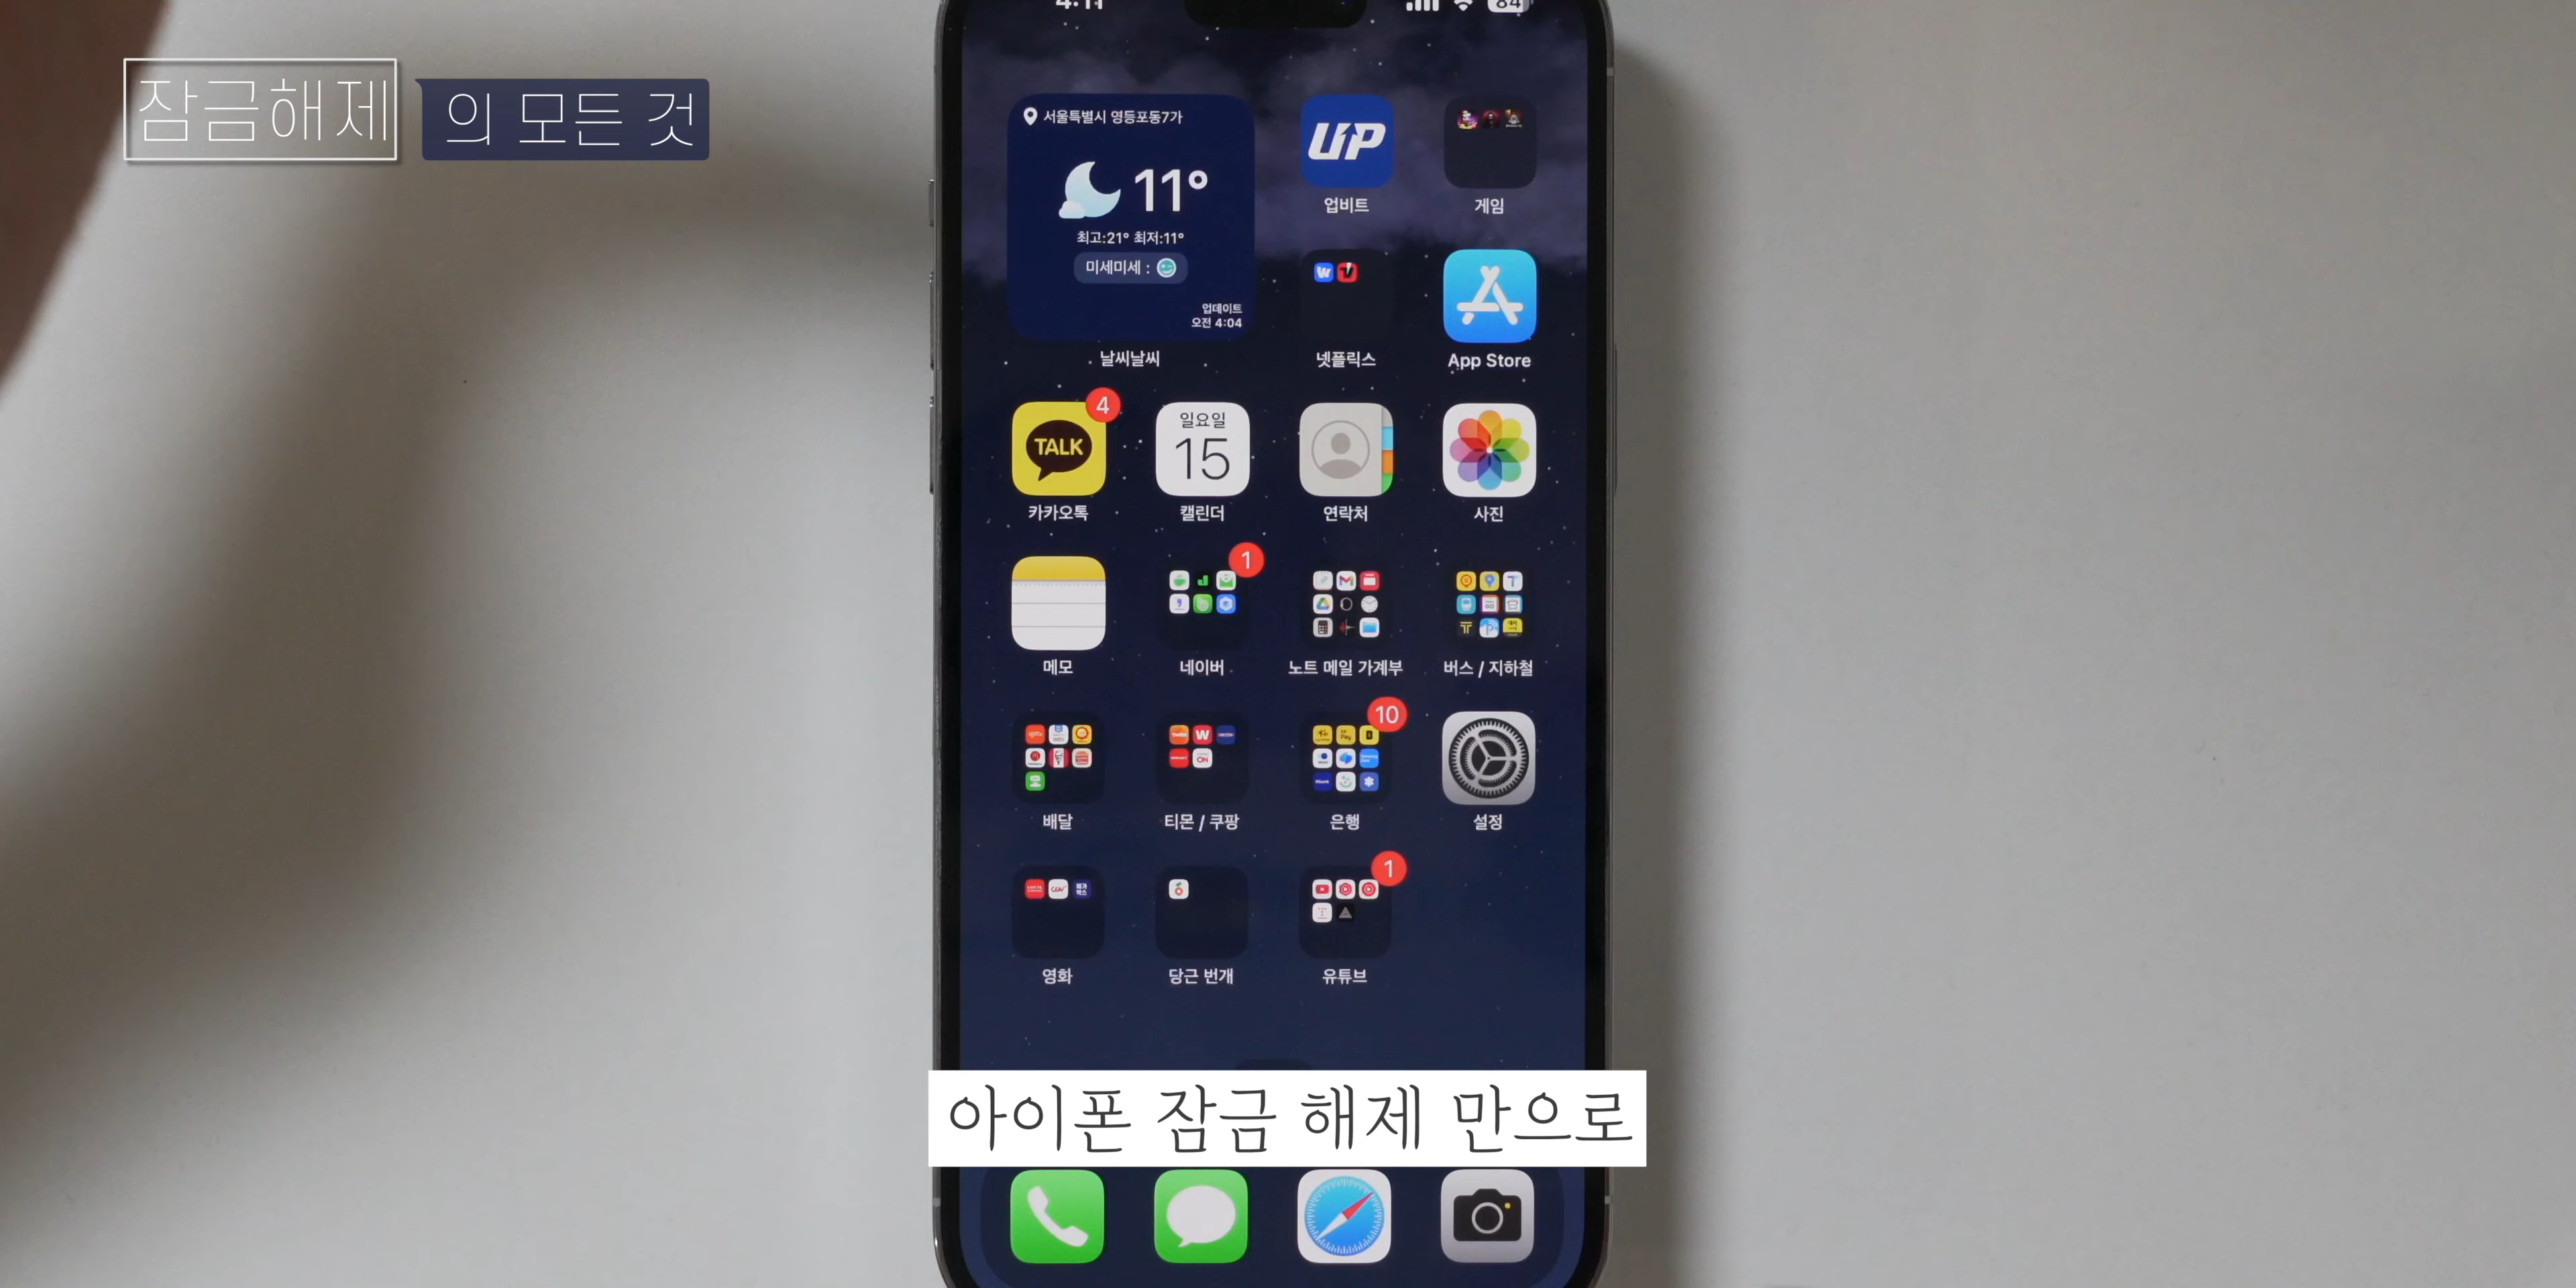 잠금해제 의 모든 것
4:11
84
서울특별시 영등포동7가
11°
최고:21° 최저:11°
미세미세 :
업데이트
오전 4:04
날씨날씨
UP
업비트
게임
넷플릭스
App Store
4
TALK
카카오톡
일요일
15
캘린더
연락처
사진
메모
1
네이버
노트 메일 가계부
버스 / 지하철
배달
티몬 / 쿠팡
10
은행
설정
영화
당근 번개
1
유튜브
아이폰 잠금 해제 만으로